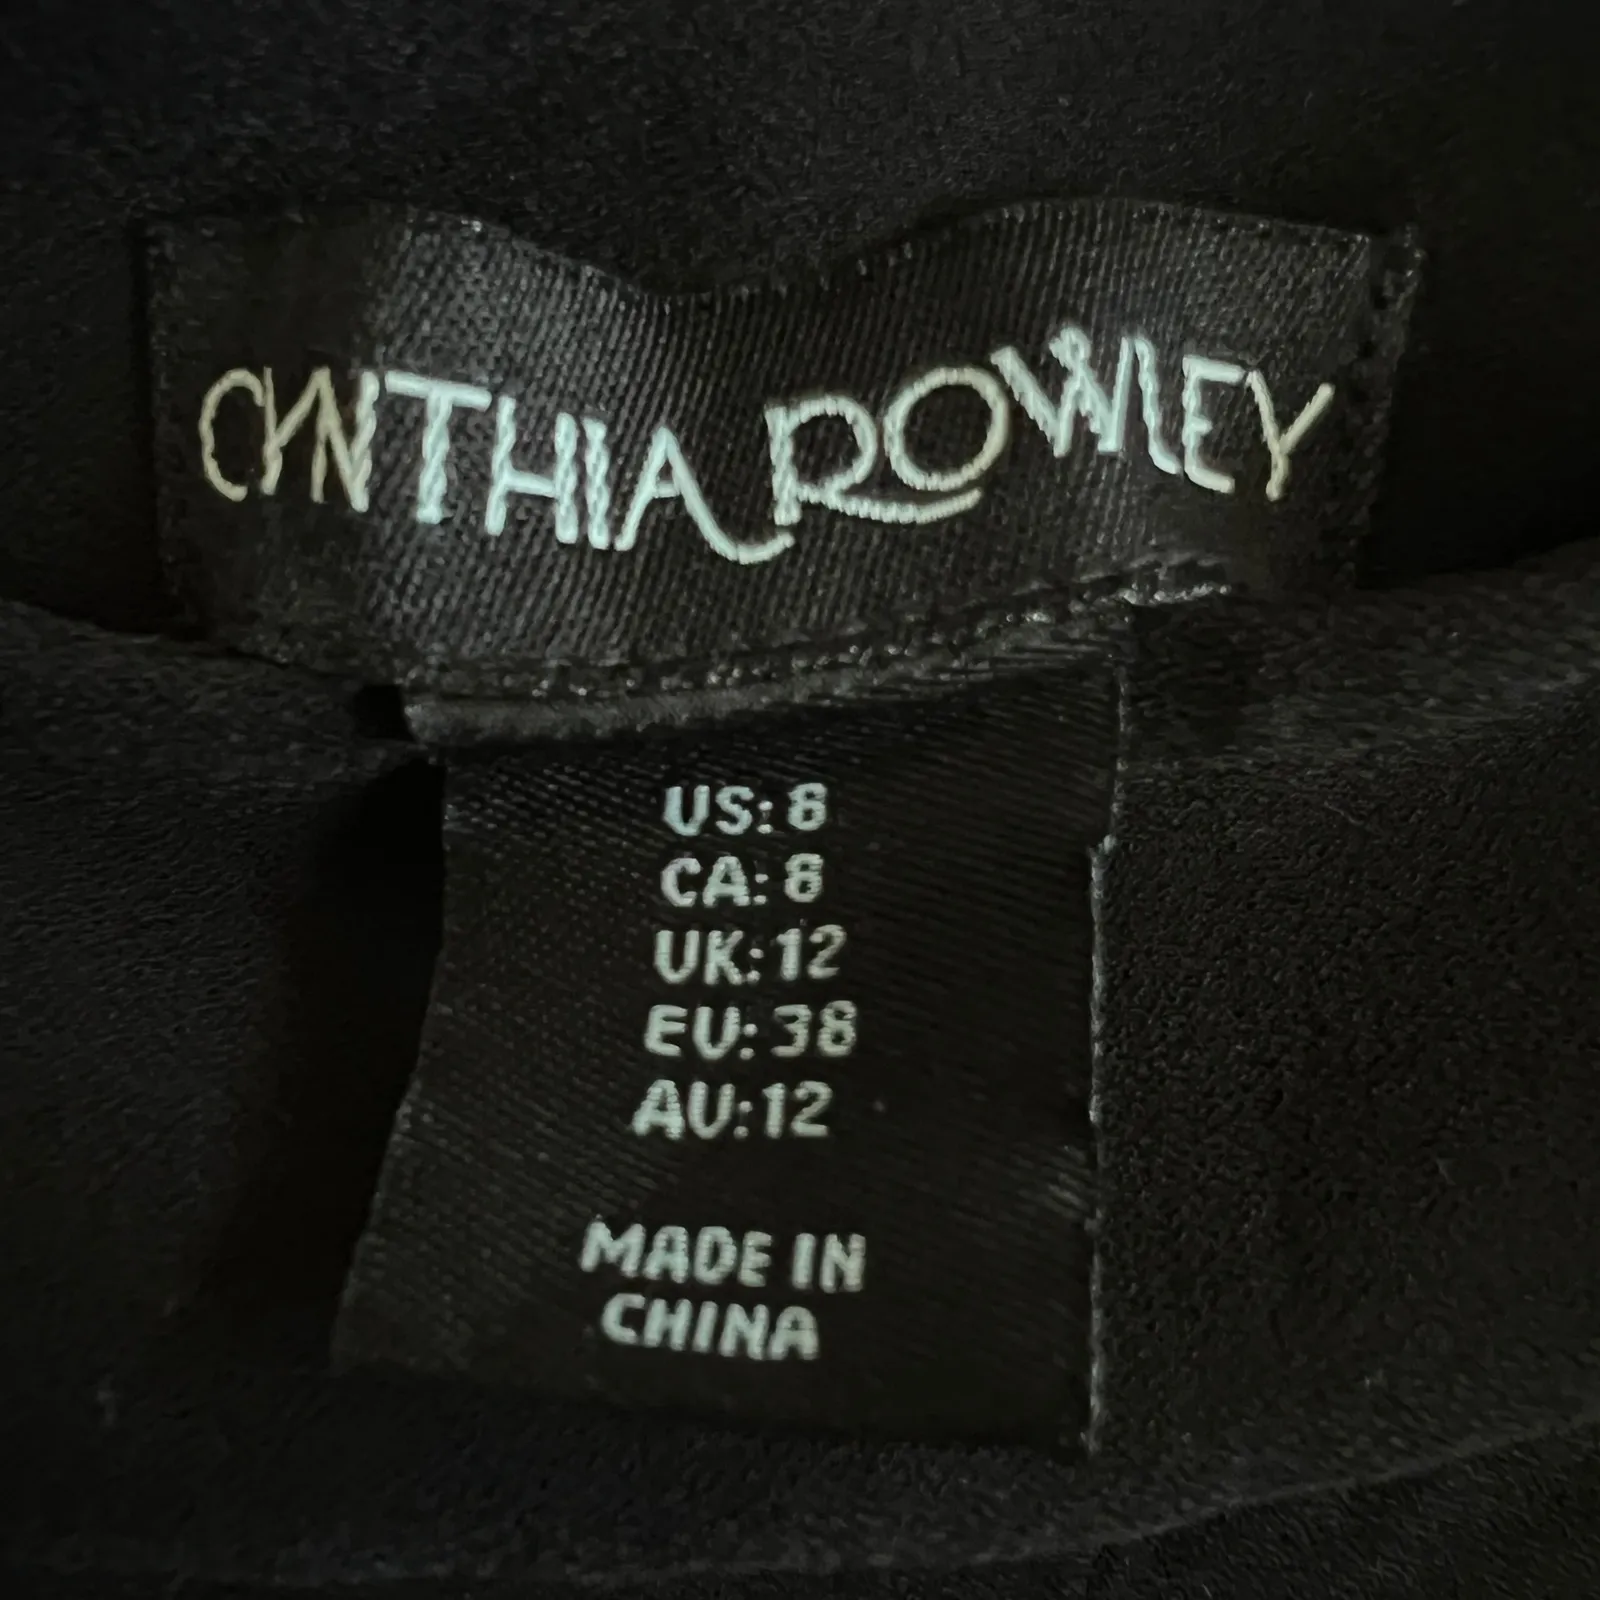 CYNTHIA ROWLEY
US: 8
CA: 8
UK: 12
EU: 38
AU: 12
MADE IN
CHINA